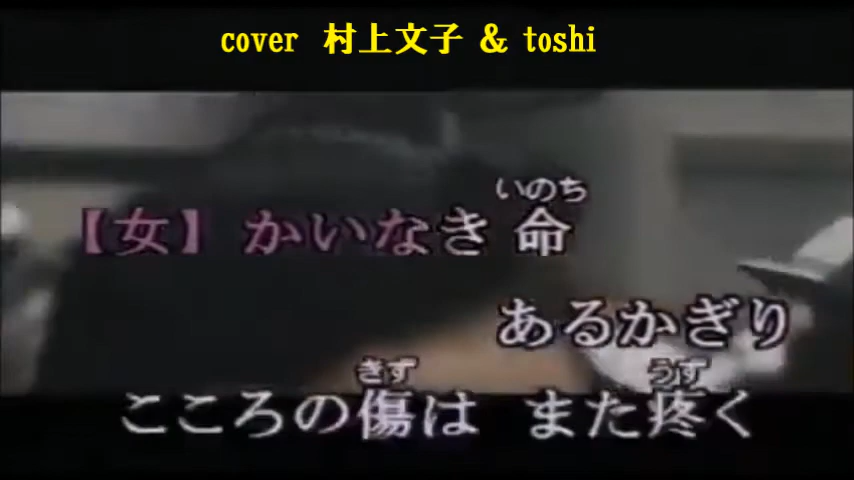 cover 村上文子 & toshi
いのち
【女】 かいなき 命
あるかぎり
きず うず
こころの傷は また疼く